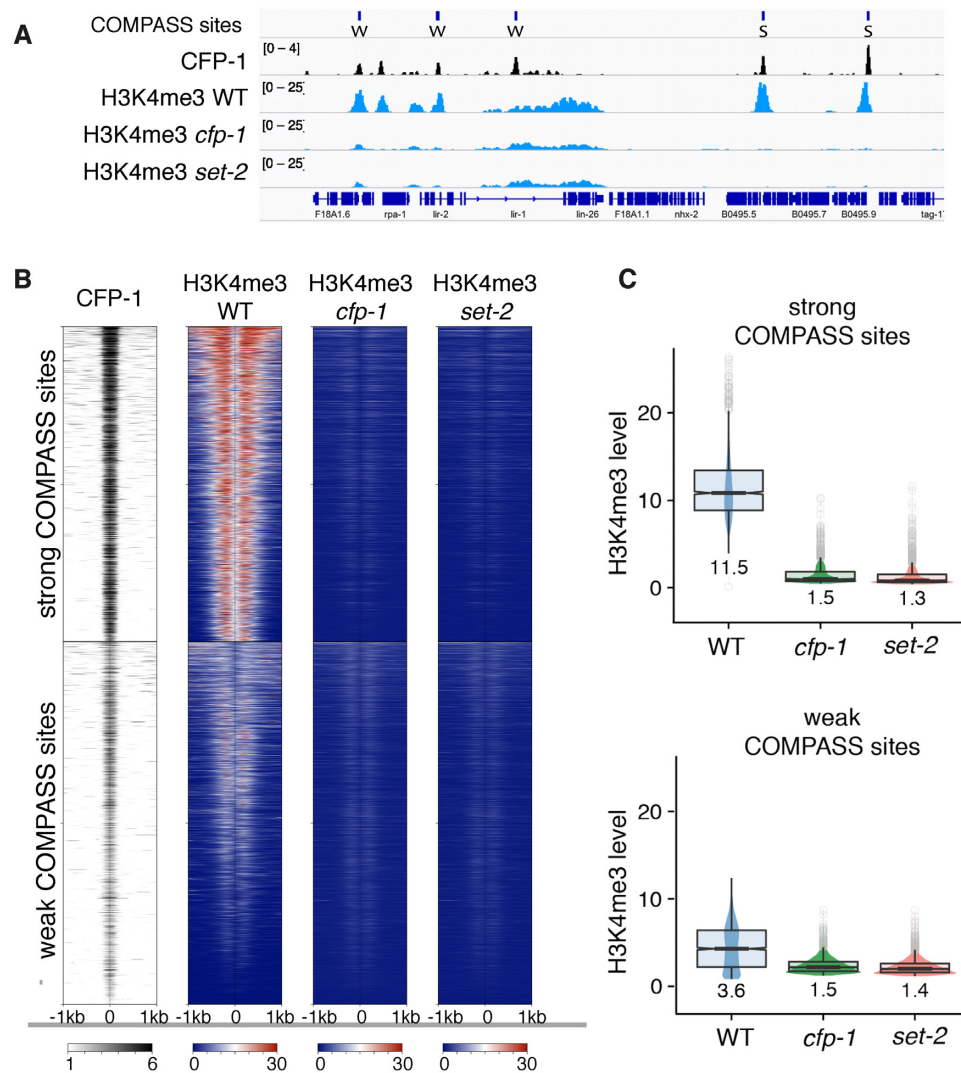 A
COMPASS sites
W W W S S
CFP-1 [0 – 4]
H3K4me3 WT [0 – 25]
H3K4me3 cfp-1 [0 – 25]
H3K4me3 set-2 [0 – 25]
F18A1.6 rpa-1 lir-2 lir-1 lin-26 F18A1.1 nhx-2 B0495.5 B0495.7 B0495.9 tag-17
B
CFP-1
H3K4me3 WT
H3K4me3 cfp-1
H3K4me3 set-2
strong COMPASS sites
weak COMPASS sites
-1kb 0 1kb -1kb 0 1kb -1kb 0 1kb -1kb 0 1kb
1 6 0 30 0 30 0 30
C
strong
COMPASS sites
H3K4me3 level
20
10
0
11.5
1.5
1.3
WT cfp-1 set-2
weak
COMPASS sites
H3K4me3 level
20
10
0
3.6
1.5
1.4
WT cfp-1 set-2